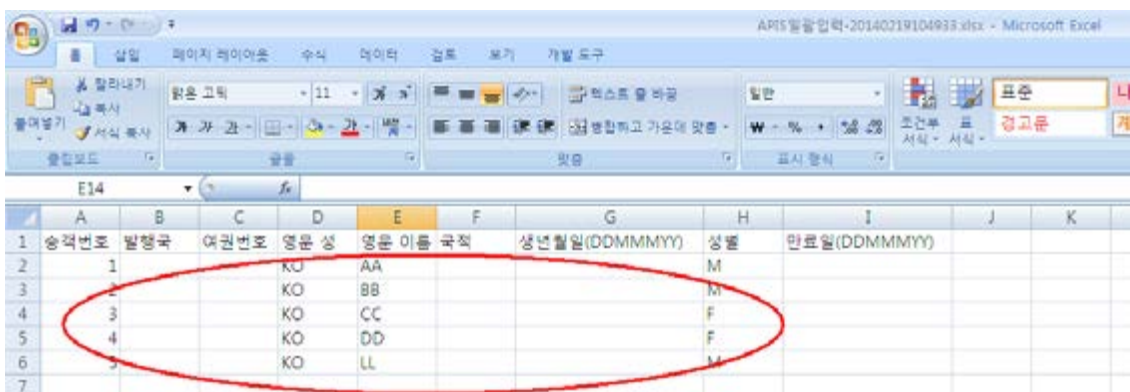 APIS일괄입력-20140219104933.xlsx - Microsoft Excel
홈 삽입 페이지 레이아웃 수식 데이터 검토 보기 개발 도구
붙여넣기 잘라내기 복사 서식 복사
맑은 고딕 11 가 가
가 가 가 가
텍스트 줄 바꿈
병합하고 가운데 맞춤
일반
W % ,
조건부 서식 표 서식
표준
경고문
클립보드 글꼴 맞춤 표시 형식
E14 fx
A B C D E F G H I J K
1 승객번호 발행국 여권번호 영문 성 영문 이름 국적 생년월일(DDMMMYY) 성별 만료일(DDMMMYY)
2 1 KO AA M
3 2 KO BB M
4 3 KO CC F
5 4 KO DD F
6 5 KO LL M
7